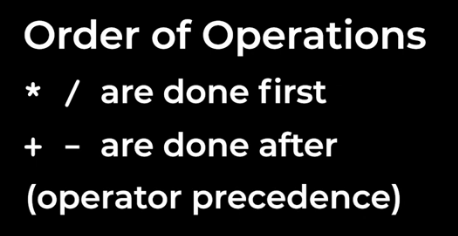 Order of Operations
* / are done first
+ - are done after
(operator precedence)